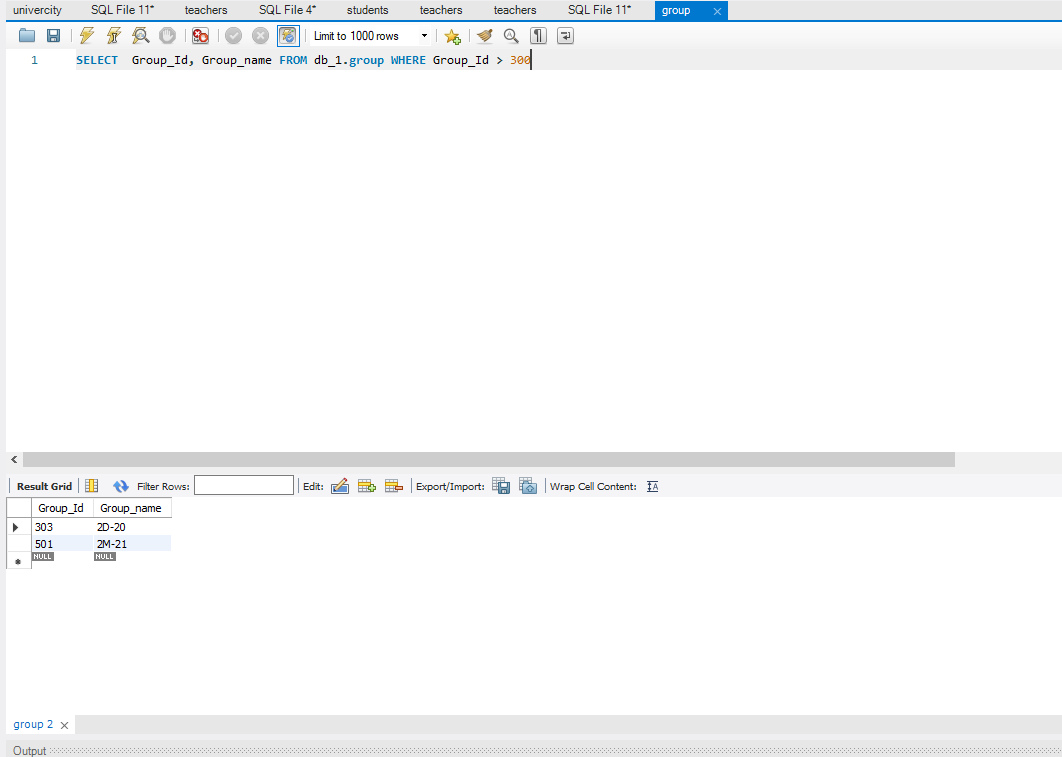 univercity SQL File 11* teachers SQL File 4* students teachers teachers SQL File 11* group
Limit to 1000 rows
1 SELECT  Group_Id, Group_name FROM db_1.group WHERE Group_Id > 300
Result Grid Filter Rows: Edit: Export/Import: Wrap Cell Content: IA
Group_Id Group_name
303 2D-20
501 2M-21
NULL NULL
group 2
Output